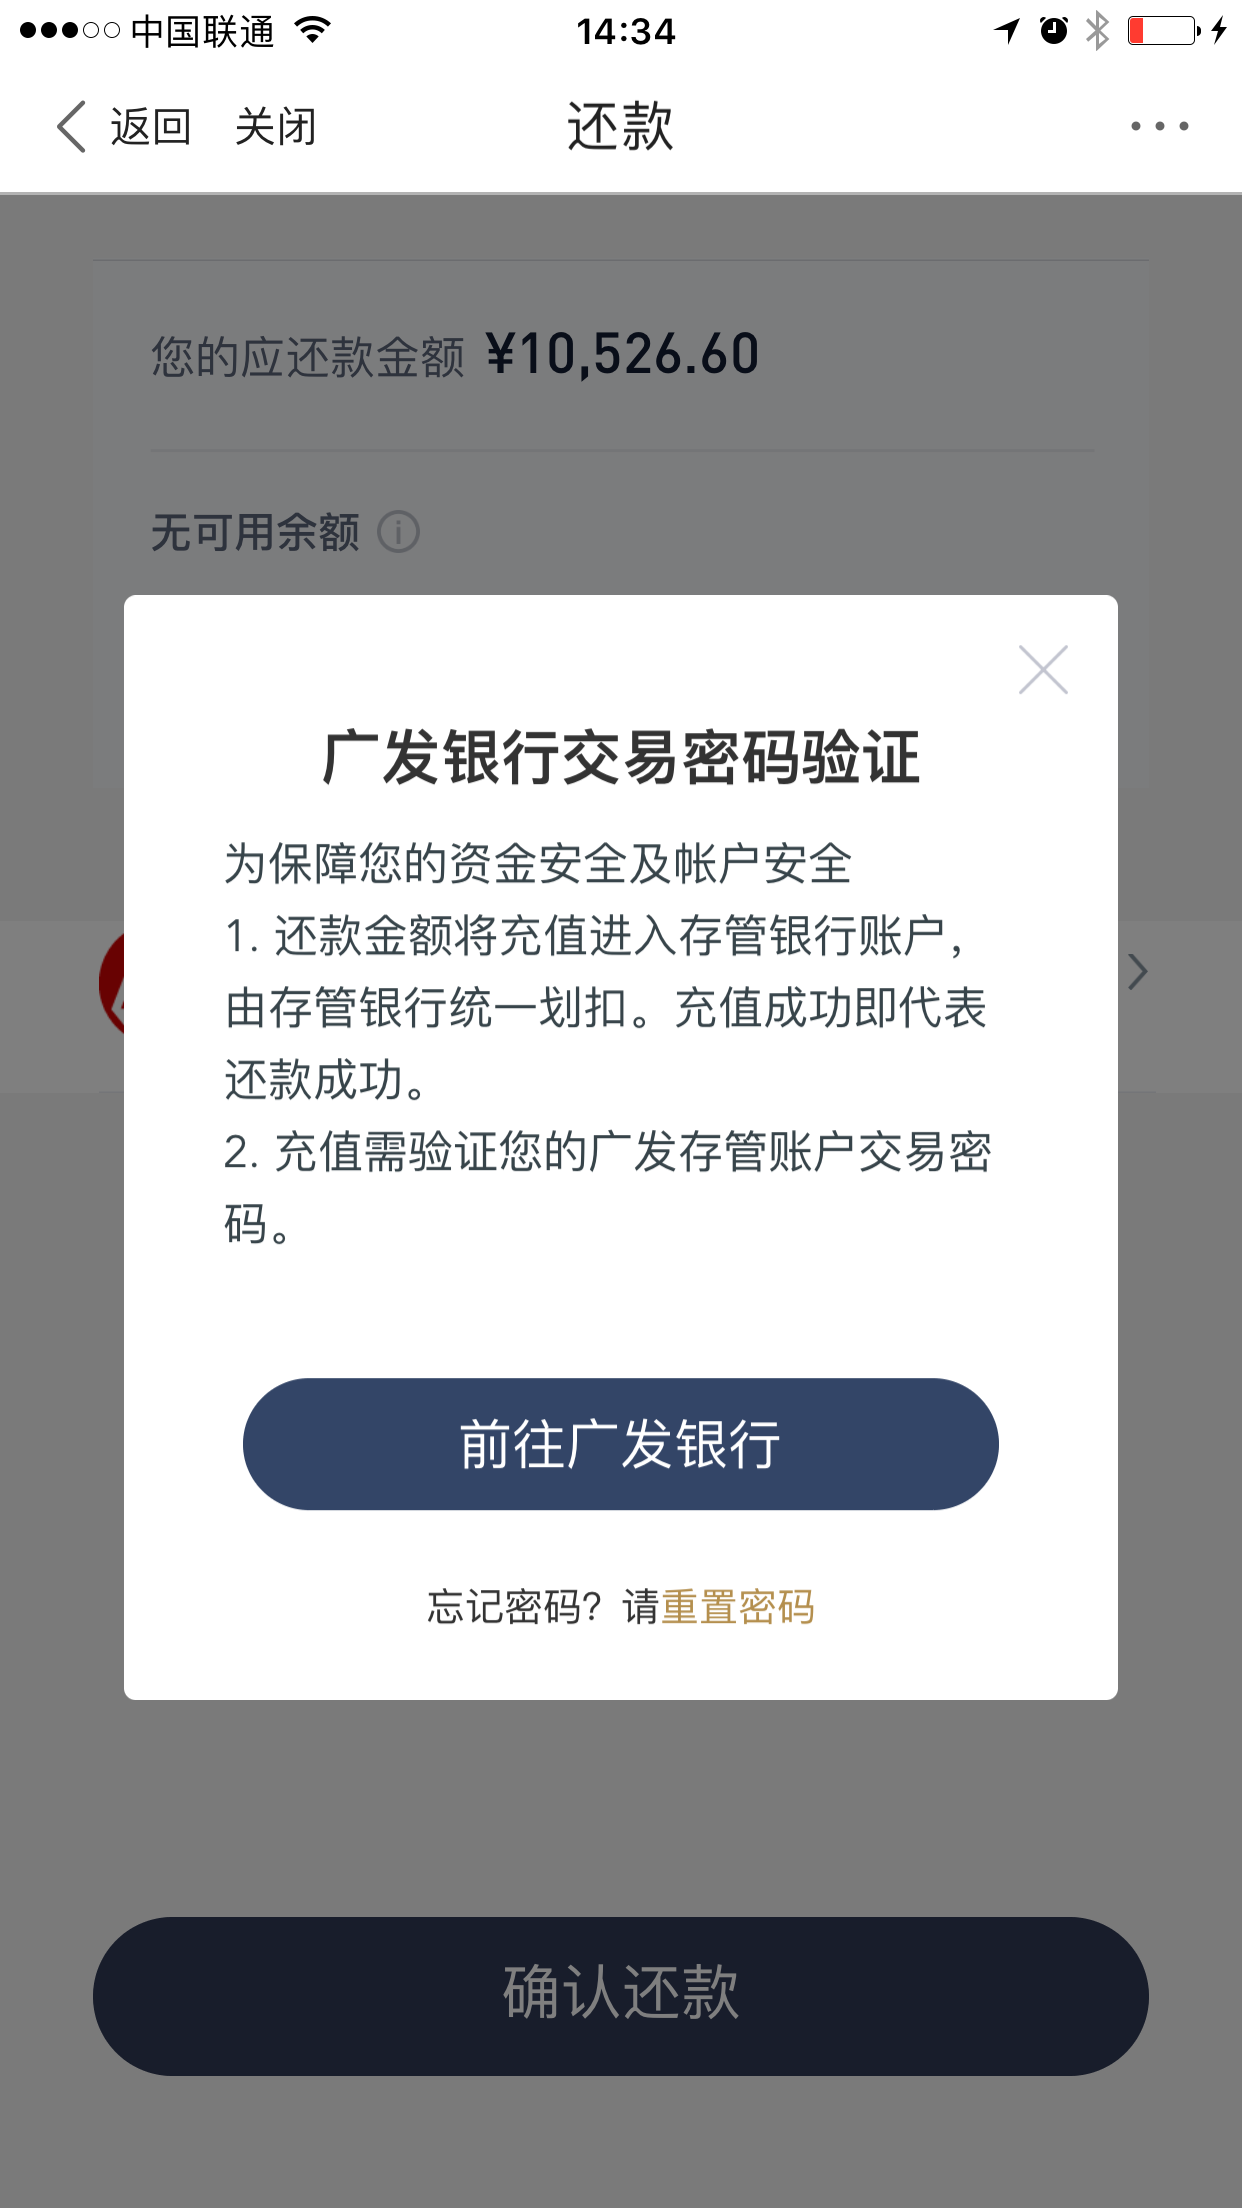 中国联通 14:34
返回 关闭 还款
您的应还款金额 ¥10,526.60
无可用余额
广发银行交易密码验证
为保障您的资金安全及帐户安全
1. 还款金额将充值进入存管银行账户，
由存管银行统一划扣。充值成功即代表
还款成功。
2. 充值需验证您的广发存管账户交易密
码。
前往广发银行
忘记密码? 请重置密码
确认还款